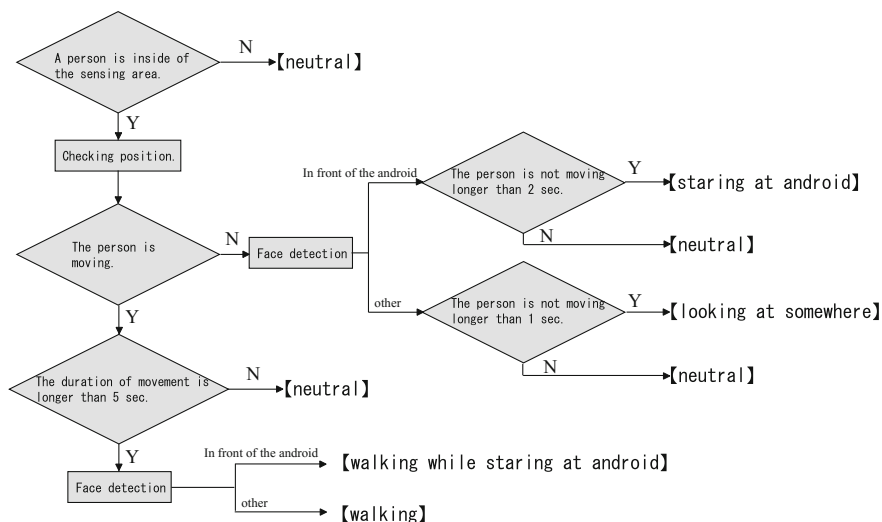 A person is inside of
the sensing area.
N
【neutral】
Y
Checking position.
The person is
moving.
N
Face detection
In front of the android
The person is not moving
longer than 2 sec.
Y
【staring at android】
N
【neutral】
other
The person is not moving
longer than 1 sec.
Y
【looking at somewhere】
N
【neutral】
Y
The duration of movement is
longer than 5 sec.
N
【neutral】
Y
Face detection
In front of the android
【walking while staring at android】
other
【walking】